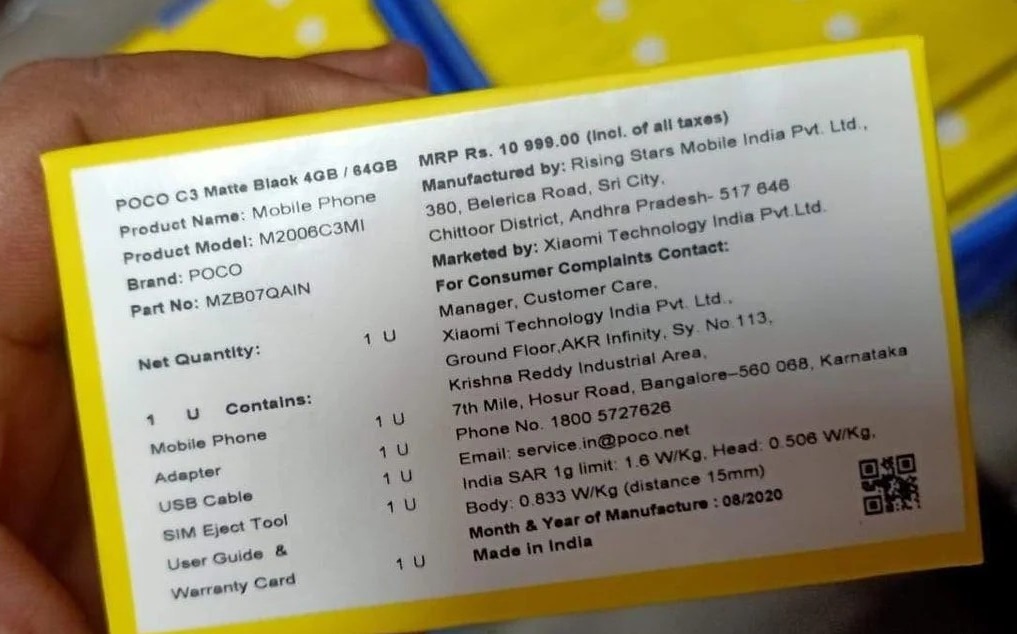 POCO C3 Matte Black 4GB / 64GB
Product Name: Mobile Phone
Product Model: M2006C3MI
Brand: POCO
Part No: MZB07QAIN
Net Quantity: 1 U
1 U Contains:
Mobile Phone 1 U
Adapter 1 U
USB Cable 1 U
SIM Eject Tool 1 U
User Guide &
Warranty Card 1 U
MRP Rs. 10 999.00 (Incl. of all taxes)
Manufactured by: Rising Stars Mobile India Pvt. Ltd.,
380, Belerica Road, Sri City,
Chittoor District, Andhra Pradesh- 517 646
Marketed by: Xiaomi Technology India Pvt.Ltd.
For Consumer Complaints Contact:
Manager, Customer Care,
Xiaomi Technology India Pvt. Ltd.,
Ground Floor,AKR Infinity, Sy. No.113,
Krishna Reddy Industrial Area,
7th Mile, Hosur Road, Bangalore–560 068, Karnataka
Phone No. 1800 5727626
Email: service.in@poco.net
India SAR 1g limit: 1.6 W/Kg, Head: 0.506 W/Kg,
Body: 0.833 W/Kg (distance 15mm)
Month & Year of Manufacture : 08/2020
Made in India